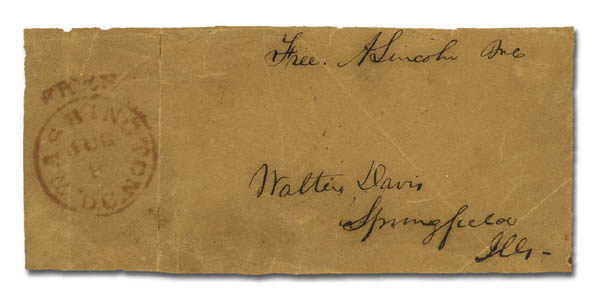 Free. A Lincoln MC
FREE
WASHINGTON D.C.
AUG
8
Walter Davis
Springfield
Ills -